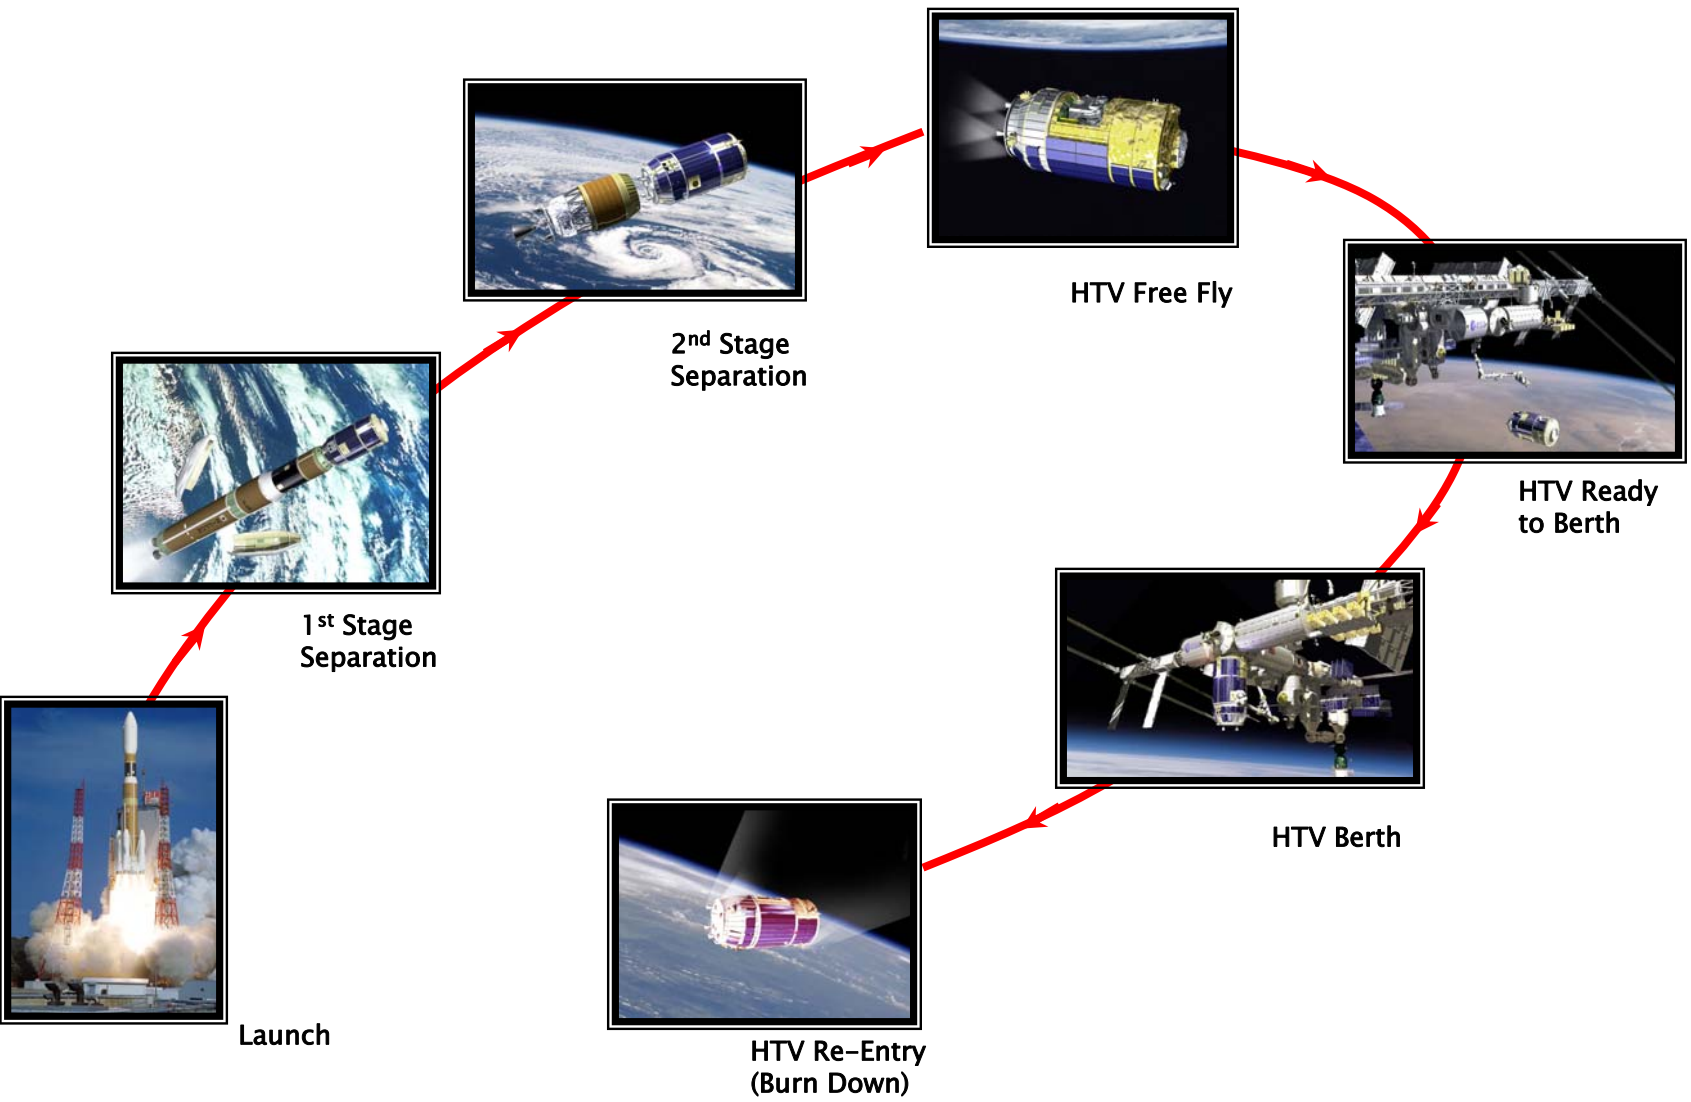 HTV Free Fly
2nd Stage
Separation
HTV Ready
to Berth
1st Stage
Separation
HTV Berth
Launch
HTV Re-Entry
(Burn Down)